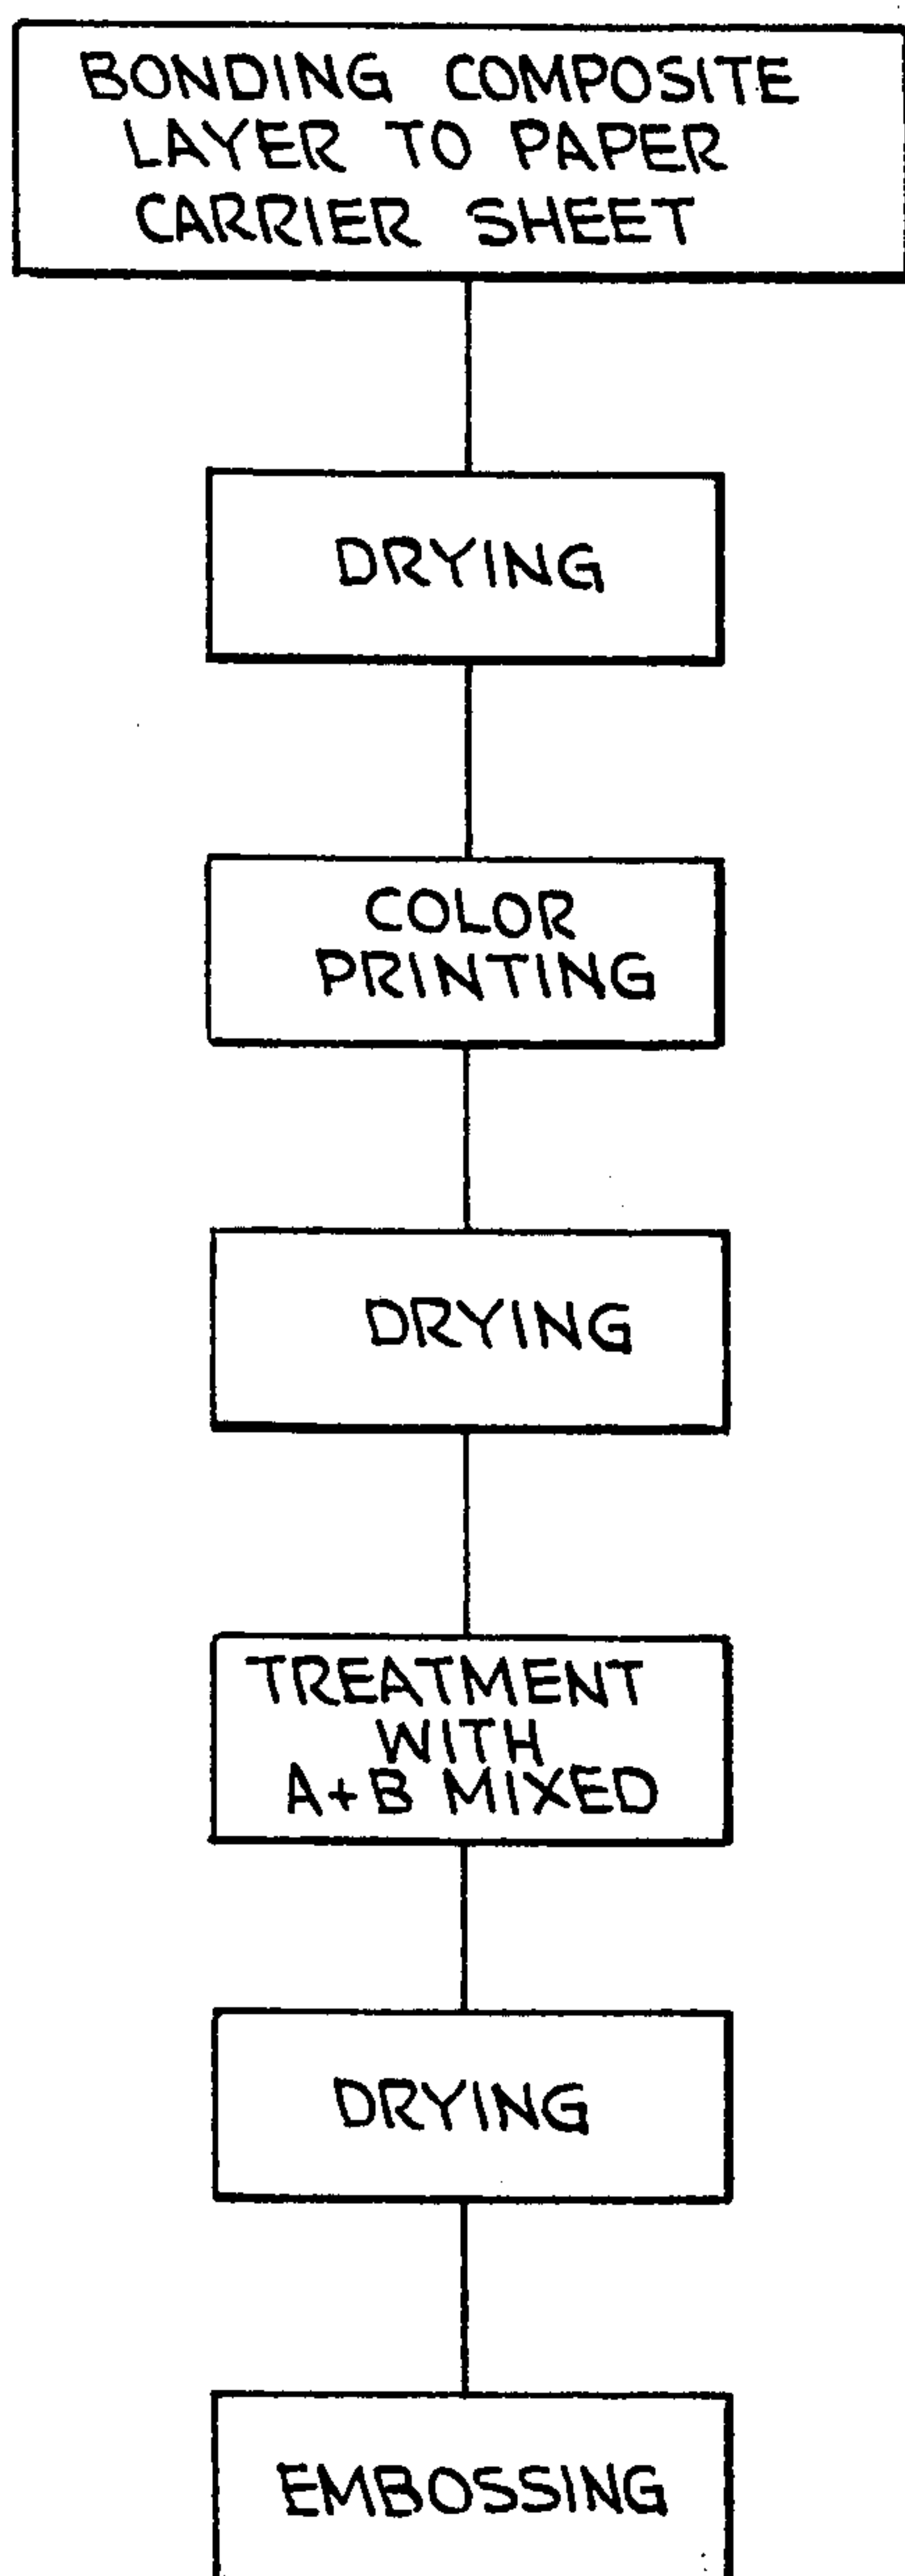 BONDING COMPOSITE
LAYER TO PAPER
CARRIER SHEET
DRYING
COLOR
PRINTING
DRYING
TREATMENT
WITH
A+B MIXED
DRYING
EMBOSSING